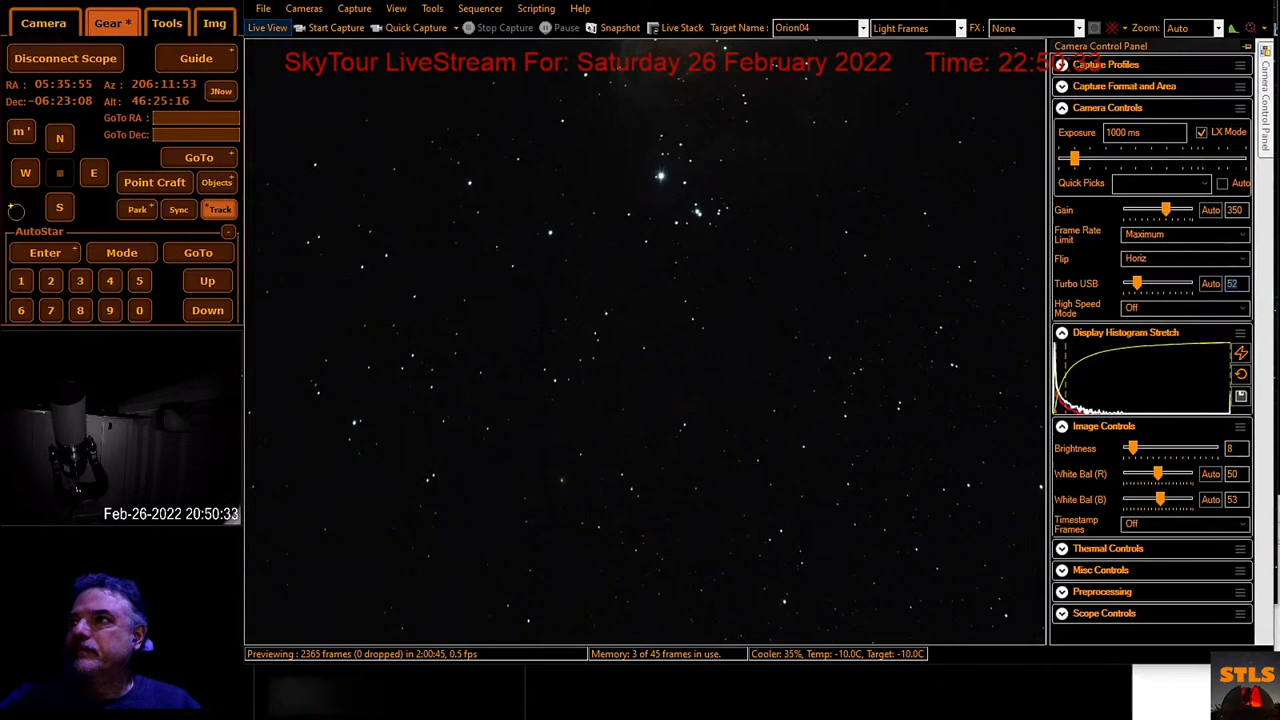 Camera Gear * Tools Img
Disconnect Scope Guide +
RA : 05:35:55 Az : 206:11:53
Dec: -06:23:08 Alt: 46:25:16 JNow
GoTo RA :
GoTo Dec:
m ' N GoTo +
W E Point Craft Objects +
S Park + Sync Track
AutoStar -
Enter Mode GoTo
1 2 3 4 5 Up
6 7 8 9 0 Down
Feb-26-2022 20:50:33
File Cameras Capture View Tools Sequencer Scripting Help
Live View Start Capture Quick Capture Stop Capture Pause Snapshot Live Stack Target Name : Orion04 Light Frames FX : None Zoom: Auto
SkyTour LiveStream For: Saturday 26 February 2022 Time:
Camera Control Panel
Camera Control Panel
Capture Profiles
Capture Format and Area
Camera Controls
Exposure 1000 ms LX Mode
Quick Picks Auto
Gain Auto 350
Frame Rate Limit Maximum
Flip Horiz
Turbo USB Auto 52
High Speed Mode Off
Display Histogram Stretch
Image Controls
Brightness 8
White Bal (R) Auto 50
White Bal (B) Auto 53
Timestamp Frames Off
Thermal Controls
Misc Controls
Preprocessing
Scope Controls
Previewing : 2365 frames (0 dropped) in 2:00:45, 0.5 fps Memory: 3 of 45 frames in use. Cooler: 35%, Temp: -10.0C, Target: -10.0C
STLS